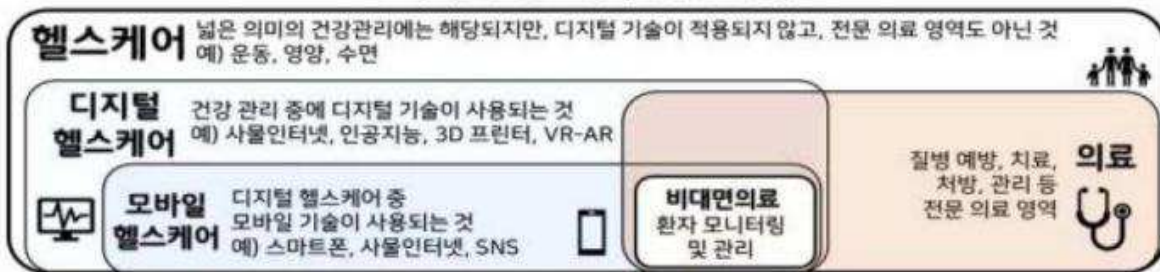 헬스케어 넓은 의미의 건강관리에는 해당되지만, 디지털 기술이 적용되지 않고, 전문 의료 영역도 아닌 것
예) 운동, 영양, 수면
디지털
헬스케어
건강 관리 중에 디지털 기술이 사용되는 것
예) 사물인터넷, 인공지능, 3D 프린터, VR-AR
모바일
헬스케어
디지털 헬스케어 중
모바일 기술이 사용되는 것
예) 스마트폰, 사물인터넷, SNS
비대면의료
환자 모니터링
및 관리
질병 예방, 치료,
처방, 관리 등
전문 의료 영역
의료